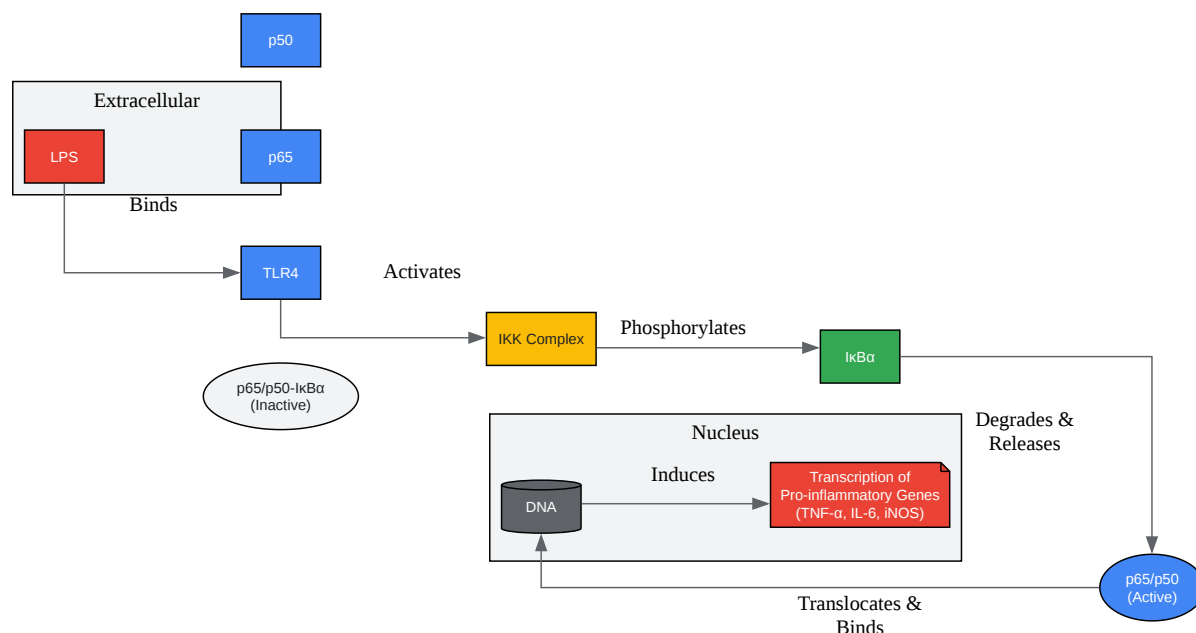 p50
Extracellular
LPS
p65
Binds
TLR4
Activates
IKK Complex
Phosphorylates
IκBα
p65/p50-IκBα
(Inactive)
Degrades &
Releases
Nucleus
Induces
DNA
Transcription of
Pro-inflammatory Genes
(TNF-α, IL-6, iNOS)
p65/p50
(Active)
Translocates &
Binds